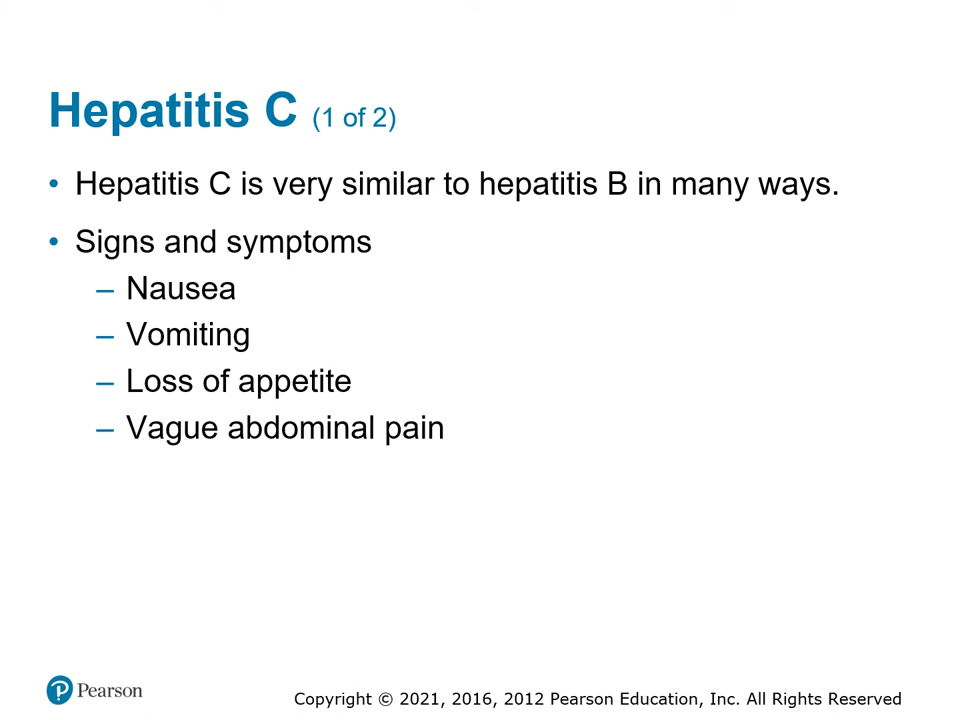 Hepatitis C (1 of 2)
• Hepatitis C is very similar to hepatitis B in many ways.
• Signs and symptoms
– Nausea
– Vomiting
– Loss of appetite
– Vague abdominal pain
P Pearson
Copyright © 2021, 2016, 2012 Pearson Education, Inc. All Rights Reserved